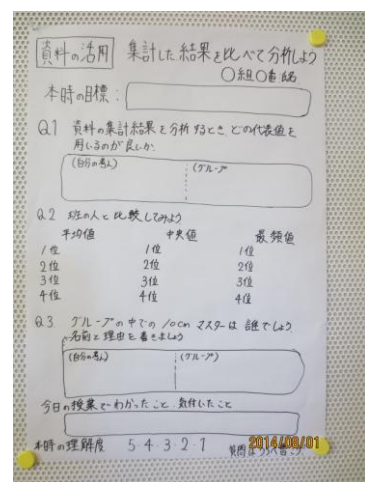 資料の活用 集計した結果を比べて分析しよう
○組○番 名
本時の目標:
Q.1 資料の集計結果を分析するとき、どの代表値を
用いるのが良いか。
(自分の考え) (グループ
Q.2 班の人と比較してみよう
平均値 中央値 最頻値
1位 1位 1位
2位 2位 2位
3位 3位 3位
4位 4位 4位
Q.3 グループの中での10cmマスターは誰でしょう
名前と理由を書きましょう
(自分の考え) (グループ)
今日の授業でわかったこと、気付いたこと
本時の理解度 5・4・3・2・1 質問は
2014/08/01